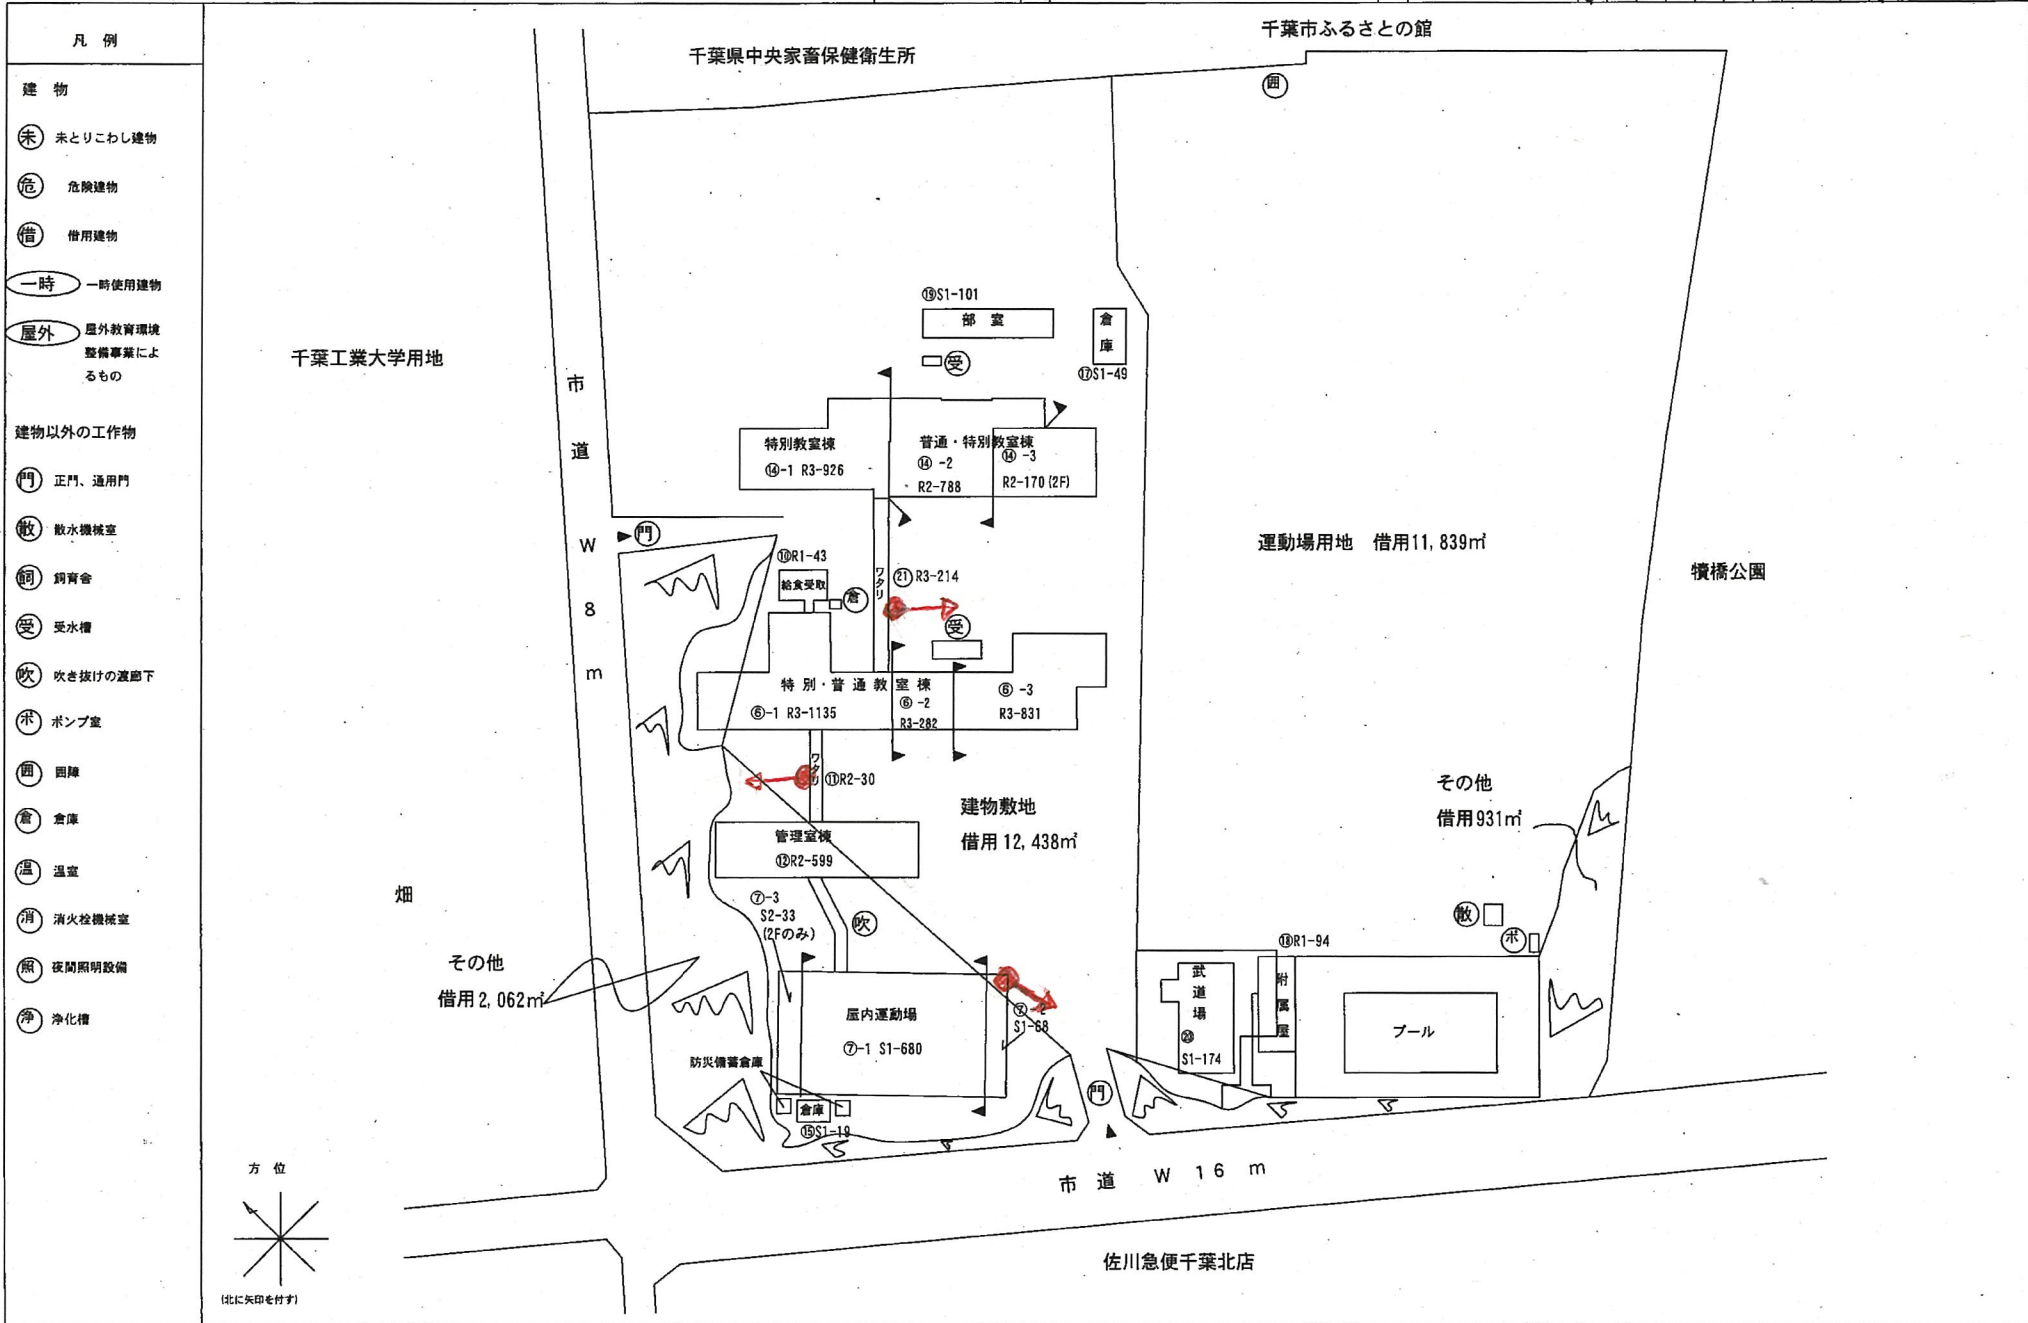 凡 例
建 物
未 未とりこわし建物
危 危険建物
借 借用建物
一時 一時使用建物
屋外 屋外教育環境
整備事業によ
るもの
建物以外の工作物
門 正門、通用門
散 散水機械室
飼 飼育舎
受 受水槽
吹 吹き抜けの渡廊下
ポ ポンプ室
囲 囲障
倉 倉庫
温 温室
消 消火栓機械室
照 夜間照明設備
浄 浄化槽
千葉県中央家畜保健衛生所
千葉市ふるさとの館
囲
千葉工業大学用地
市道 W8m
⑲S1-101
部 室
倉庫
⑰S1-49
受
特別教室棟
⑭-1 R3-926
普通・特別教室棟
⑭-2
R2-788
⑭-3
R2-170(2F)
門
⑩R1-43
給食受取
倉
ワタリ
㉑R3-214
受
特別・普通教室棟
⑥-1 R3-1135
⑥-2
R3-282
⑥-3
R3-831
ワタリ
⑪R2-30
管理室棟
⑫R2-599
建物敷地
借用12,438㎡
運動場用地 借用11,839㎡
犢橋公園
その他
借用931㎡
畑
その他
借用2,062㎡
⑦-3
S2-33
(2Fのみ)
吹
屋内運動場
⑦-1 S1-680
⑦-2
S1-68
防災備蓄倉庫
倉庫
⑮S1-19
門
散
ポ
⑱R1-94
武道場
⑳
S1-174
附属屋
プール
市道 W16m
佐川急便千葉北店
方 位
(北に矢印を付す)